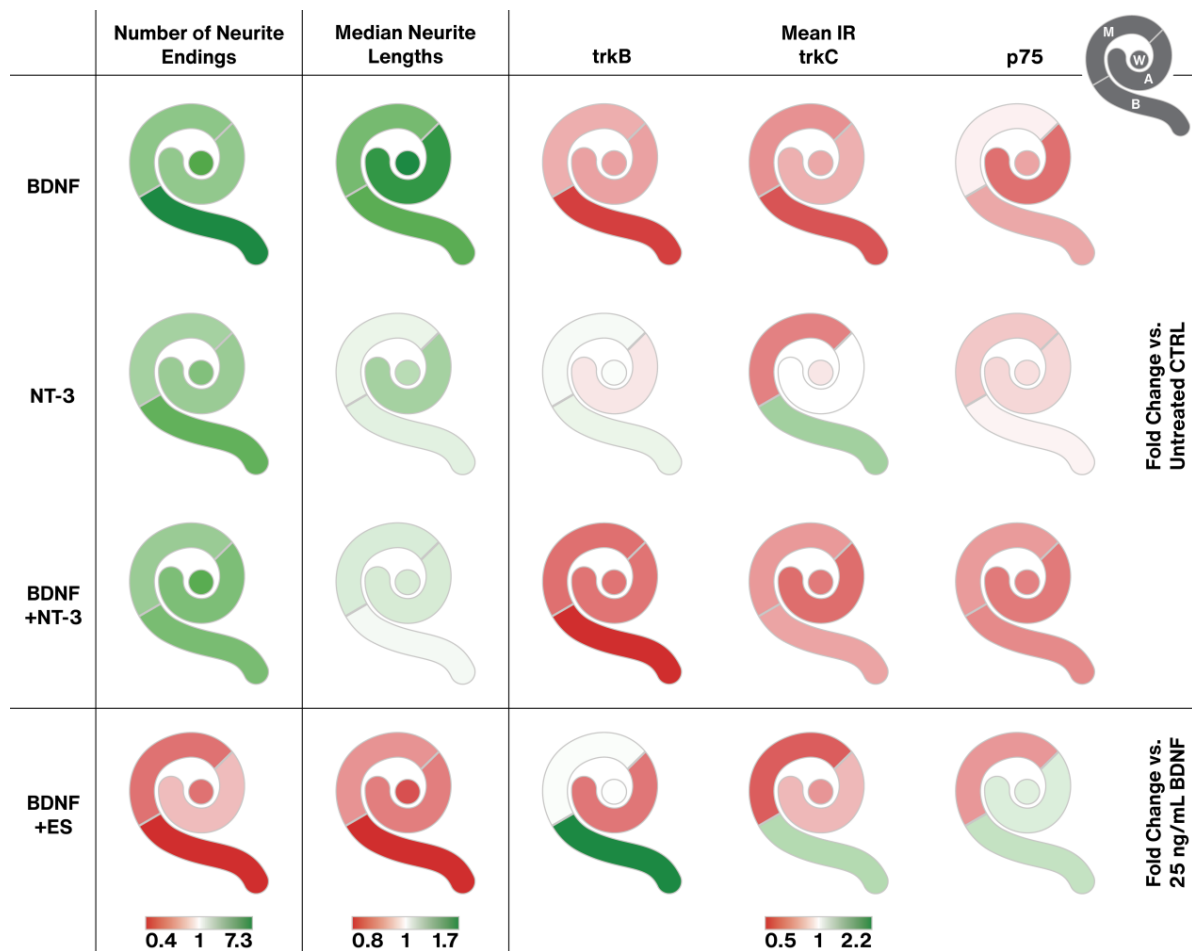 Number of Neurite
Endings
Median Neurite
Lengths
Mean IR
trkB
trkC
p75
M
W
A
B
BDNF
NT-3
BDNF
+NT-3
BDNF
+ES
Fold Change vs.
Untreated CTRL
Fold Change vs.
25 ng/mL BDNF
0.4 1 7.3
0.8 1 1.7
0.5 1 2.2